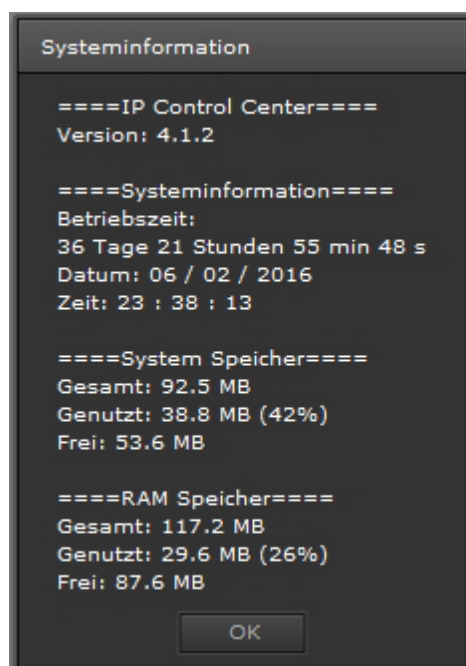 Systeminformation
====IP Control Center====
Version: 4.1.2
====Systeminformation====
Betriebszeit:
36 Tage 21 Stunden 55 min 48 s
Datum: 06 / 02 / 2016
Zeit: 23 : 38 : 13
====System Speicher====
Gesamt: 92.5 MB
Genutzt: 38.8 MB (42%)
Frei: 53.6 MB
====RAM Speicher====
Gesamt: 117.2 MB
Genutzt: 29.6 MB (26%)
Frei: 87.6 MB
OK